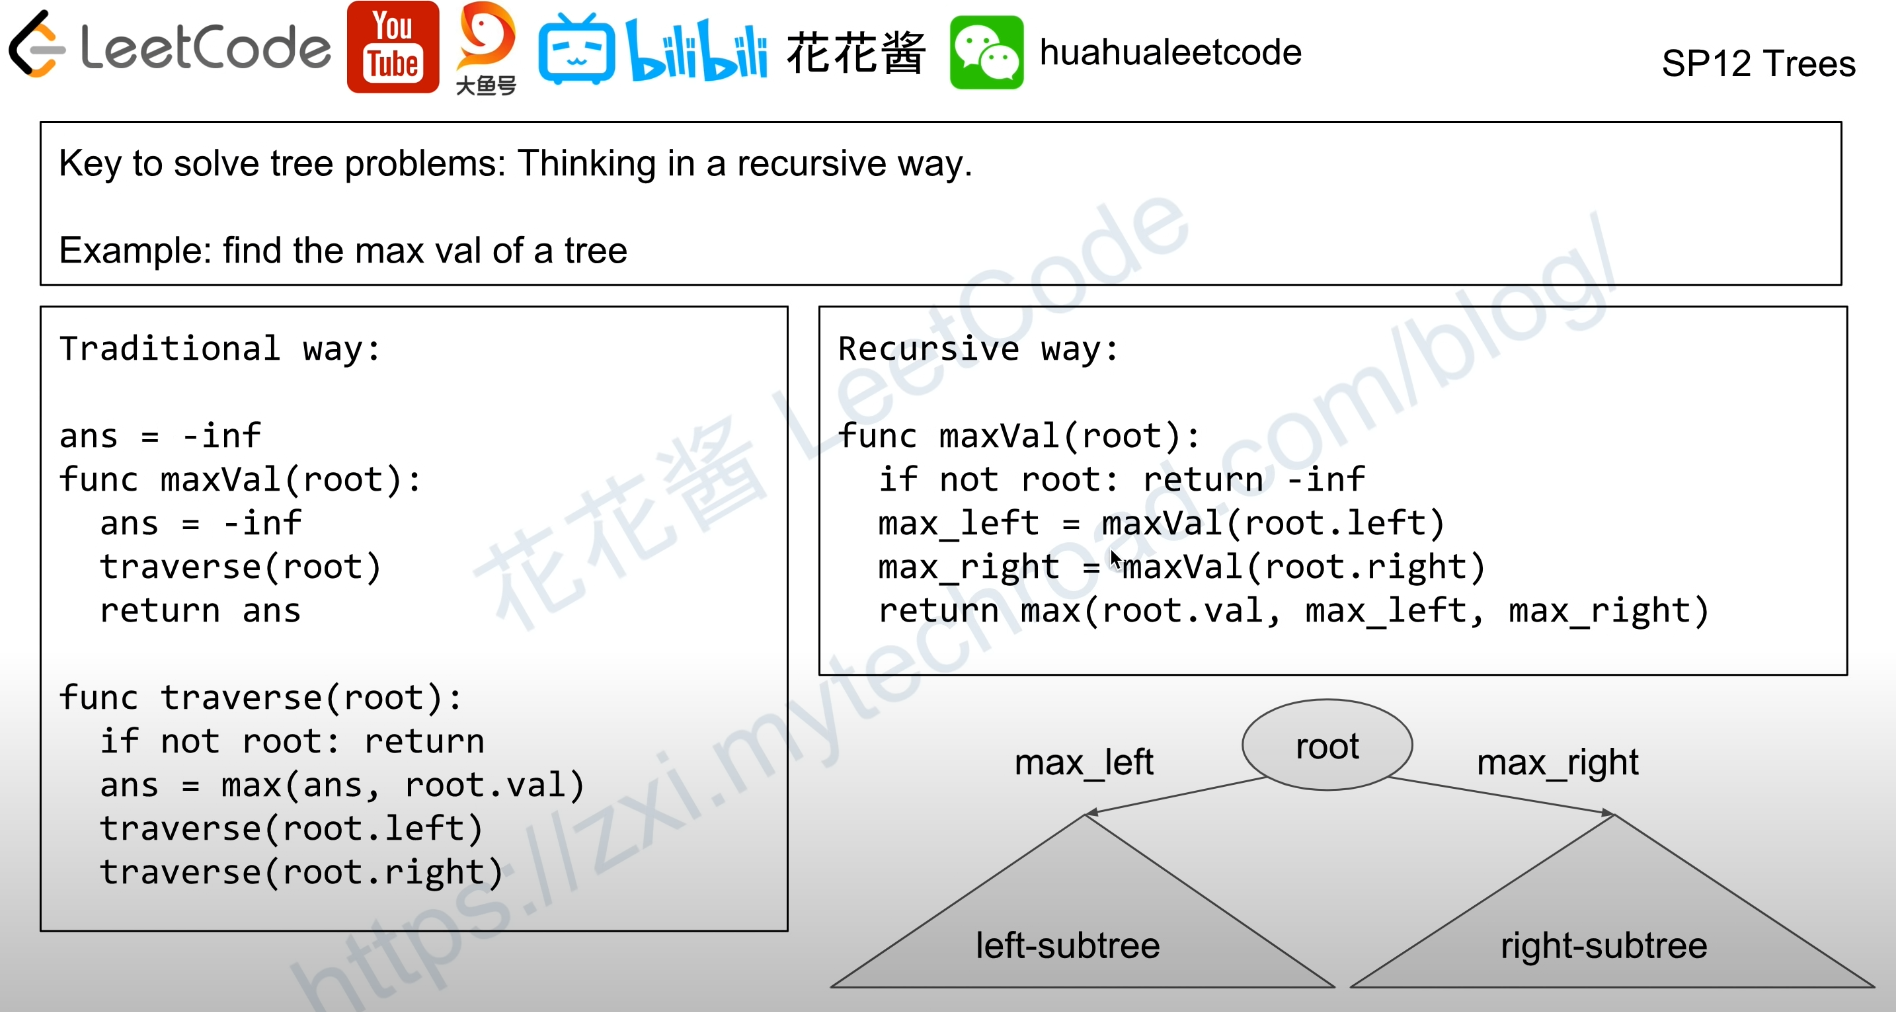 LeetCode
You
Tube
大鱼号
bilibili
花花酱
huahualeetcode
SP12 Trees
Key to solve tree problems: Thinking in a recursive way.
Example: find the max val of a tree
Traditional way:
ans = -inf
func maxVal(root):
  ans = -inf
  traverse(root)
  return ans
func traverse(root):
  if not root: return
  ans = max(ans, root.val)
  traverse(root.left)
  traverse(root.right)
Recursive way:
func maxVal(root):
  if not root: return -inf
  max_left = maxVal(root.left)
  max_right = maxVal(root.right)
  return max(root.val, max_left, max_right)
max_left
root
max_right
left-subtree
right-subtree
花花酱 LeetCode
https://zxi.mytechroad.com/blog/